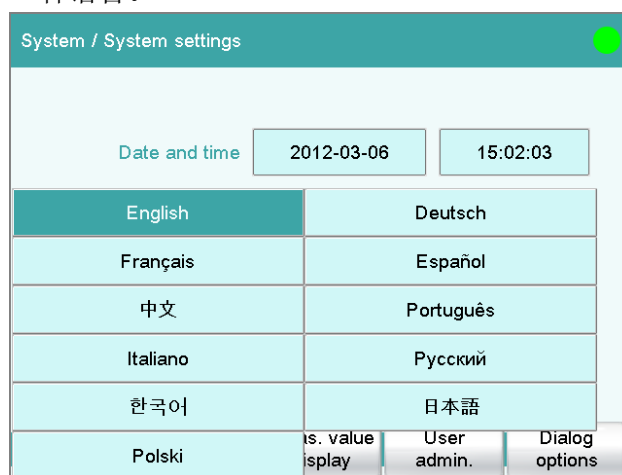 System / System settings
Date and time 2012-03-06 15:02:03
English Deutsch
Français Español
中文 Português
Italiano Русский
한국어 日本語
Polski
value User Dialog
admin. options